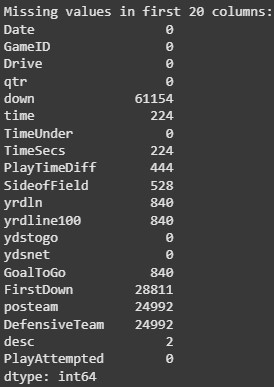 Missing values in first 20 columns:
Date 0
GameID 0
Drive 0
qtr 0
down 61154
time 224
TimeUnder 0
TimeSecs 224
PlayTimeDiff 444
SideofField 528
yrdln 840
yrdline100 840
ydstogo 0
ydsnet 0
GoalToGo 840
FirstDown 28811
posteam 24992
DefensiveTeam 24992
desc 2
PlayAttempted 0
dtype: int64